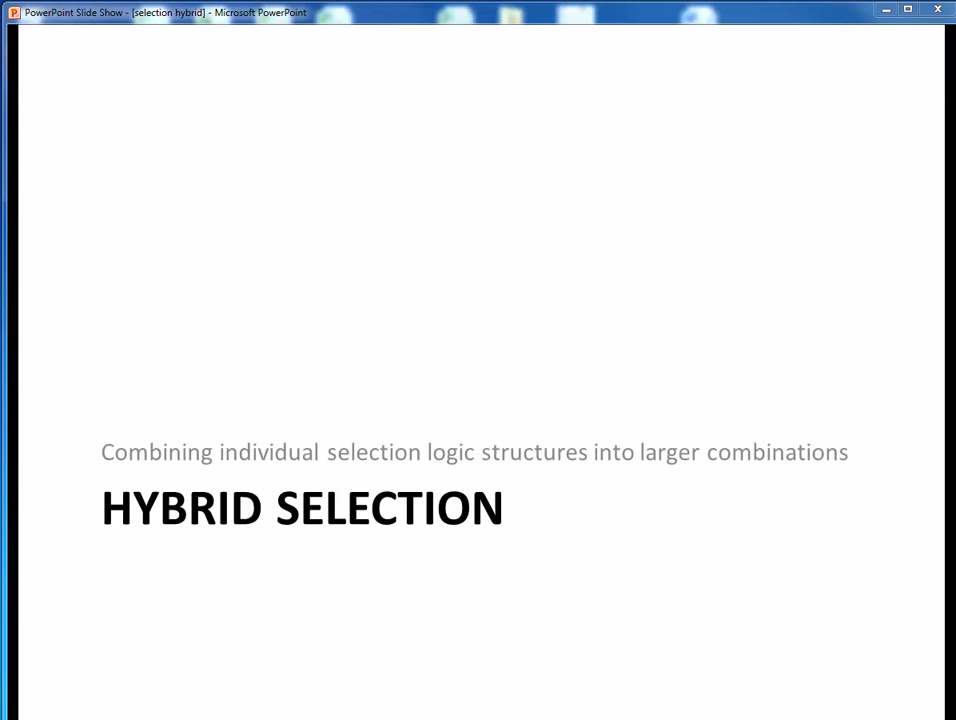 PowerPoint Slide Show - [selection hybrid] - Microsoft PowerPoint
Combining individual selection logic structures into larger combinations
HYBRID SELECTION